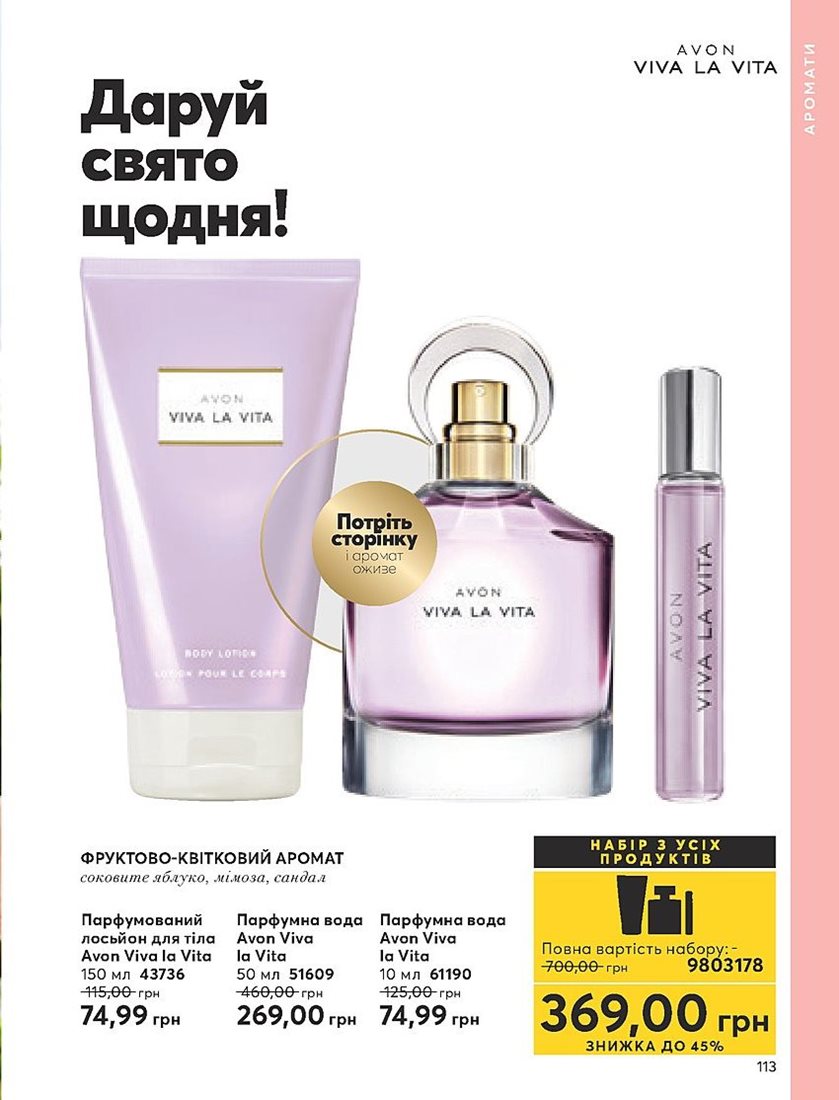 AVON
VIVA LA VITA
АРОМАТИ
Даруй
свято
щодня!
AVON
VIVA LA VITA
BODY LOTION
LOTION POUR LE CORPS
Потріть
сторінку
і аромат
оживе
AVON
VIVA LA VITA
AVON
VIVA LA VITA
ФРУКТОВО-КВІТКОВИЙ АРОМАТ
соковите яблуко, мімоза, сандал
Парфумований
лосьйон для тіла
Avon Viva la Vita
150 мл 43736
115,00 грн
74,99 грн
Парфумна вода
Avon Viva
la Vita
50 мл 51609
460,00 грн
269,00 грн
Парфумна вода
Avon Viva
la Vita
10 мл 61190
125,00 грн
74,99 грн
НАБІР З УСІХ
ПРОДУКТІВ
Повна вартість набору:-
700,00 грн 9803178
369,00 грн
ЗНИЖКА ДО 45%
113